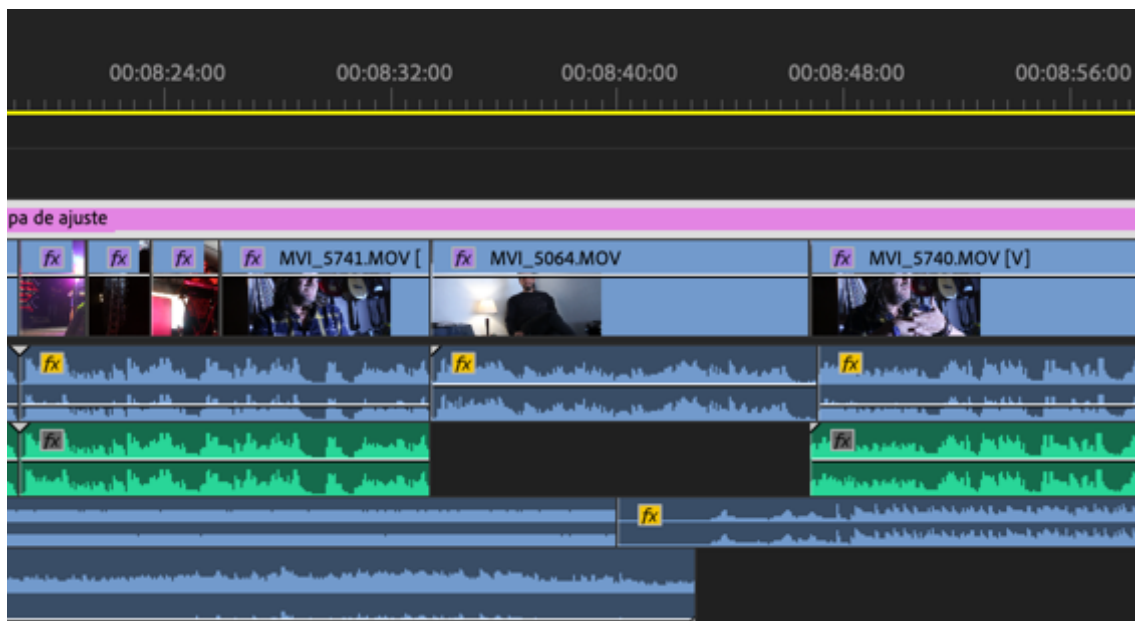 00:08:24:00 00:08:32:00 00:08:40:00 00:08:48:00 00:08:56:00
pa de ajuste
fx fx fx fx MVI_5741.MOV [ fx MVI_5064.MOV fx MVI_5740.MOV [V]
fx fx fx
fx fx
fx